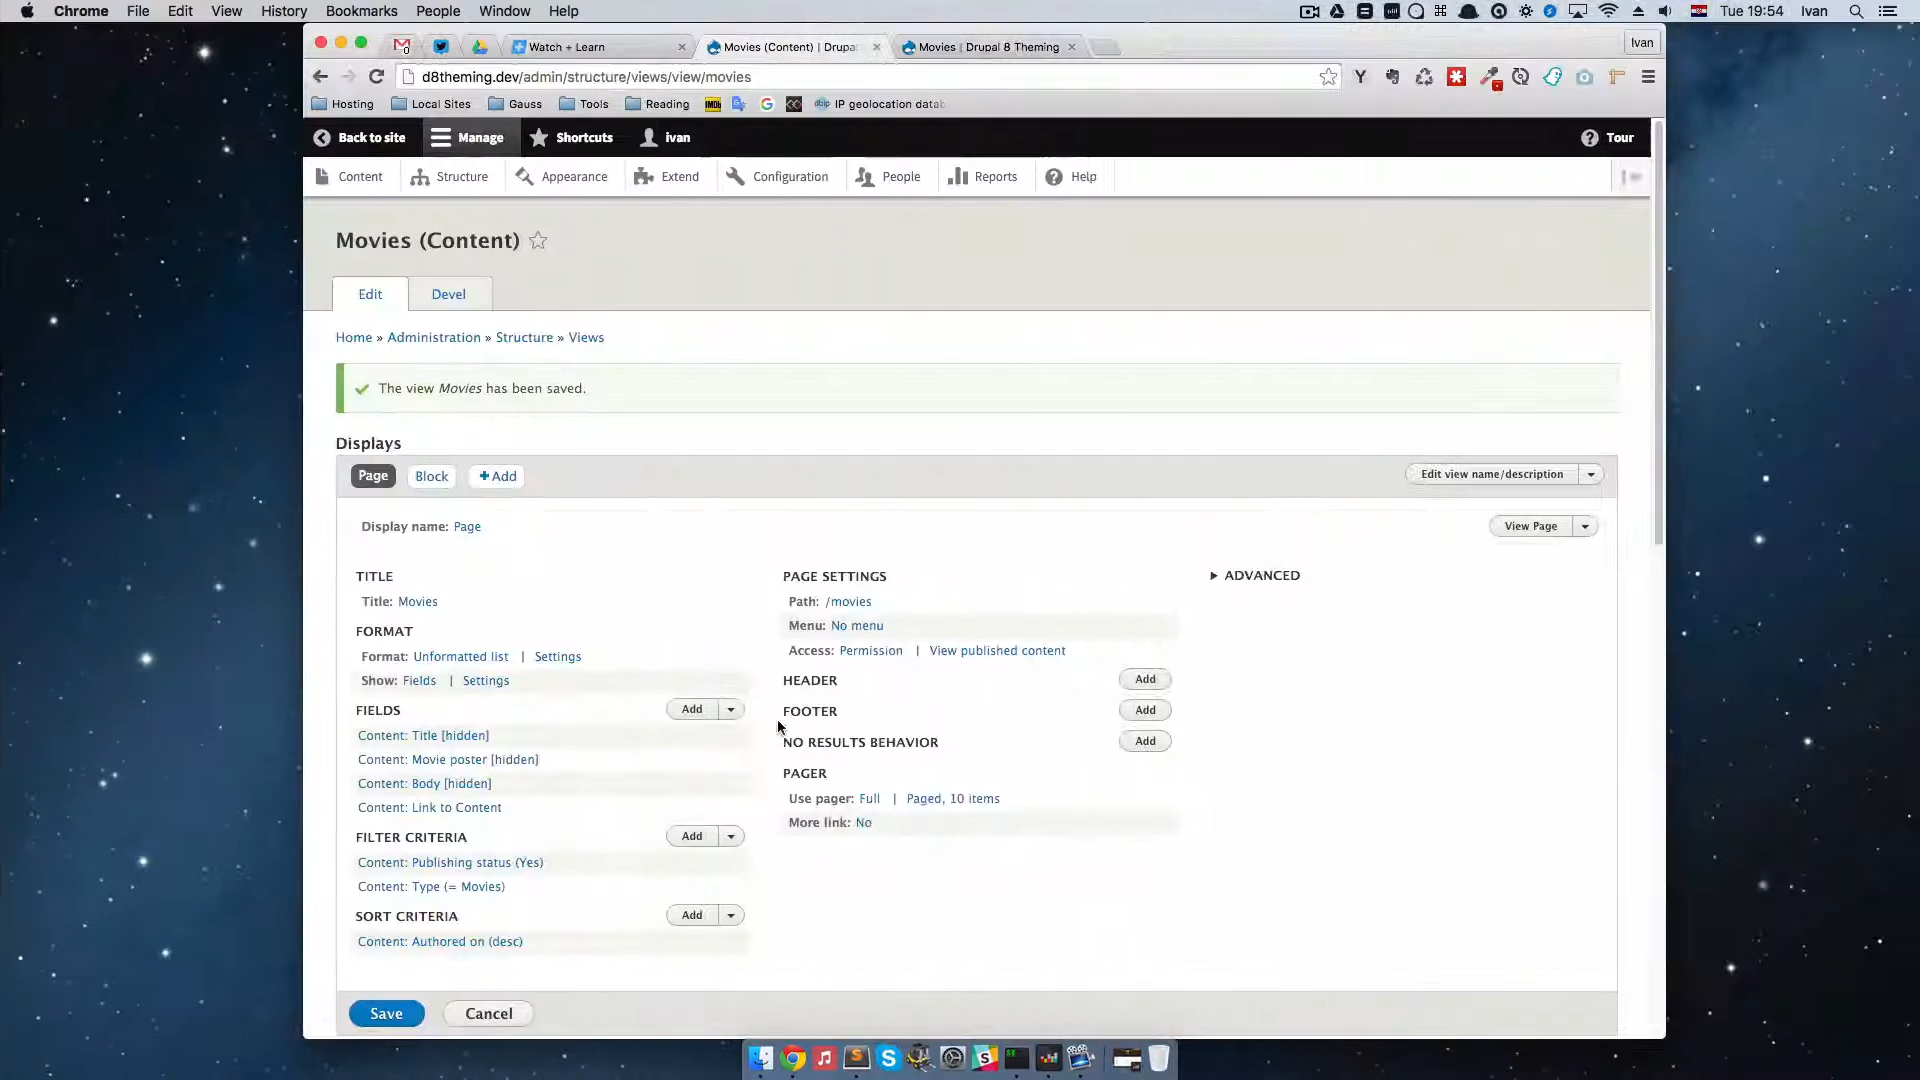 Chrome File Edit View History Bookmarks People Window Help Tue 19:54 Ivan
Watch + Learn Movies (Content) | Drupa Movies | Drupal 8 Theming Ivan
d8theming.dev/admin/structure/views/view/movies
Hosting Local Sites Gauss Tools Reading IMDb IP geolocation datab
Back to site Manage Shortcuts ivan Tour
Content Structure Appearance Extend Configuration People Reports Help
Movies (Content)
Edit Devel
Home » Administration » Structure » Views
The view Movies has been saved.
Displays
Page Block +Add Edit view name/description
Display name: Page View Page
TITLE
Title: Movies
FORMAT
Format: Unformatted list | Settings
Show: Fields | Settings
FIELDS Add
Content: Title [hidden]
Content: Movie poster [hidden]
Content: Body [hidden]
Content: Link to Content
FILTER CRITERIA Add
Content: Publishing status (Yes)
Content: Type (= Movies)
SORT CRITERIA Add
Content: Authored on (desc)
PAGE SETTINGS
Path: /movies
Menu: No menu
Access: Permission | View published content
HEADER Add
FOOTER Add
NO RESULTS BEHAVIOR Add
PAGER
Use pager: Full | Paged, 10 items
More link: No
ADVANCED
Save Cancel